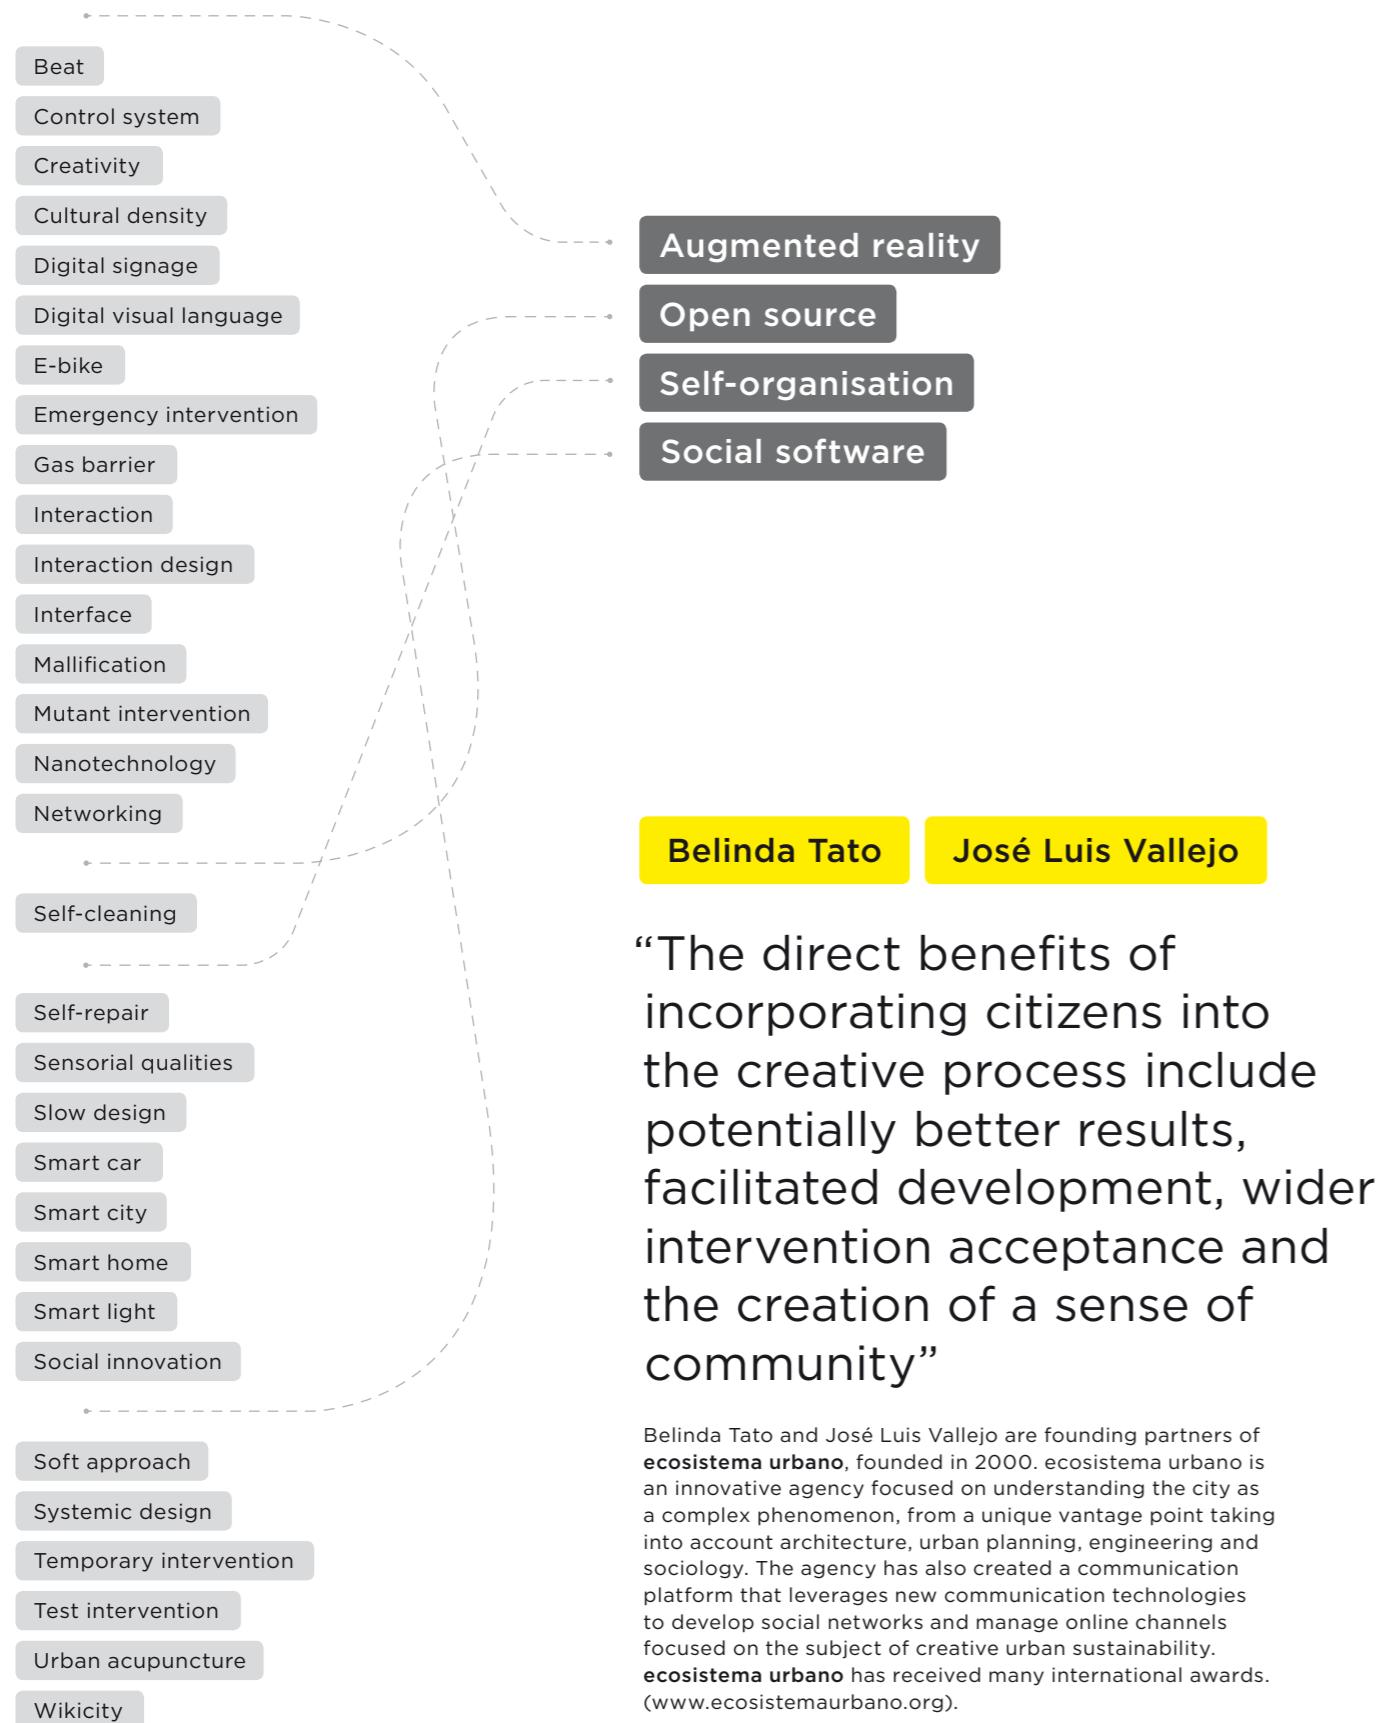 Beat
Control system
Creativity
Cultural density
Digital signage
Digital visual language
E-bike
Emergency intervention
Gas barrier
Interaction
Interaction design
Interface
Mallification
Mutant intervention
Nanotechnology
Networking
Self-cleaning
Self-repair
Sensorial qualities
Slow design
Smart car
Smart city
Smart home
Smart light
Social innovation
Soft approach
Systemic design
Temporary intervention
Test intervention
Urban acupuncture
Wikicity
Augmented reality
Open source
Self-organisation
Social software
Belinda Tato José Luis Vallejo
“The direct benefits of
incorporating citizens into
the creative process include
potentially better results,
facilitated development, wider
intervention acceptance and
the creation of a sense of
community”
Belinda Tato and José Luis Vallejo are founding partners of
ecosistema urbano, founded in 2000. ecosistema urbano is
an innovative agency focused on understanding the city as
a complex phenomenon, from a unique vantage point taking
into account architecture, urban planning, engineering and
sociology. The agency has also created a communication
platform that leverages new communication technologies
to develop social networks and manage online channels
focused on the subject of creative urban sustainability.
ecosistema urbano has received many international awards.
(www.ecosistemaurbano.org).